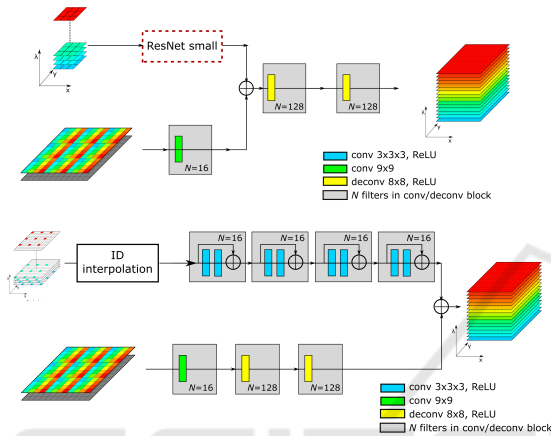 λ
y
x
ResNet small
N=128
N=128
N=16
λ
y
x
conv 3x3x3, ReLU
conv 9x9
deconv 8x8, ReLU
N filters in conv/deconv block
ID
interpolation
N=16
N=16
N=16
N=16
λ
y
x
N=16
N=128
N=128
conv 3x3x3, ReLU
conv 9x9
deconv 8x8, ReLU
N filters in conv/deconv block